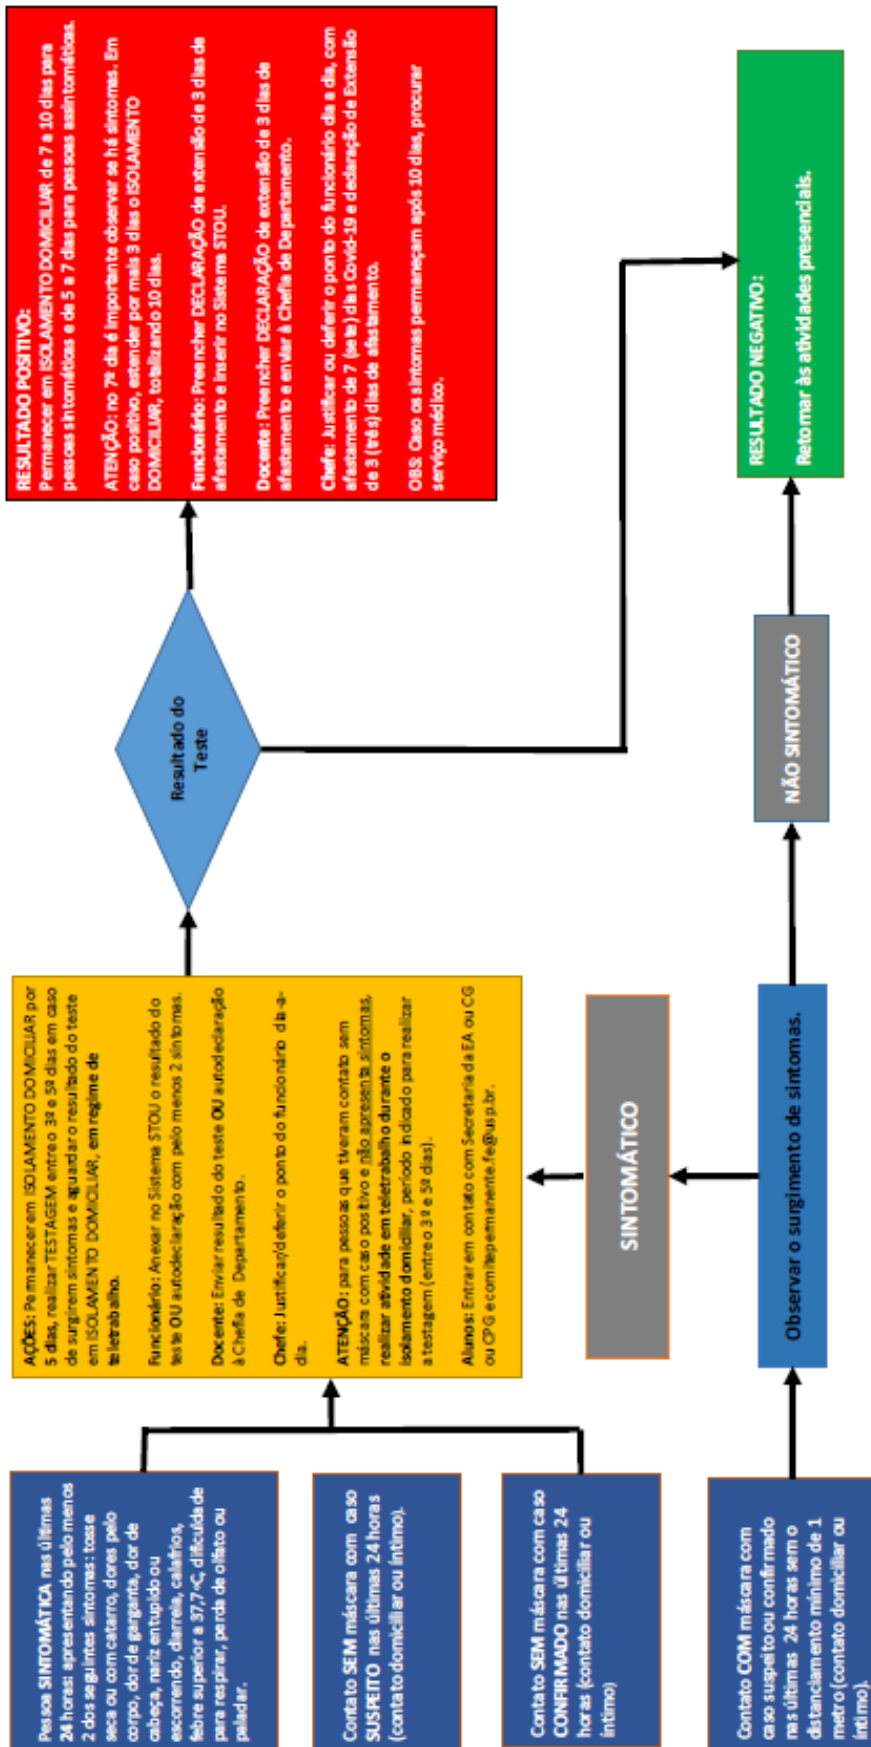 Pessoa SINTOMÁTICA nas últimas
24 horas: apresentando pelo menos
2 dos seguintes sintomas: tosse
seca ou com catarro, dores pelo
corpo, dor de garganta, dor de
cabeça, nariz entupido ou
escorrendo, diarreia, calafrios,
febre superior a 37,7ºC, dificuldade
para respirar, perda de olfato ou
paladar.
Contato SEM máscara com caso
SUSPEITO nas últimas 24 horas
(contato domiciliar ou íntimo).
Contato SEM máscara com caso
CONFIRMADO nas últimas 24
horas (contato domiciliar ou
íntimo)
Contato COM máscara com
caso suspeito ou confirmado
nas últimas 24 horas sem o
distanciamento mínimo de 1
metro (contato domiciliar ou
íntimo).
AÇÕES: Permanecer em ISOLAMENTO DOMICILIAR por
5 dias, realizar TESTAGEM entre o 3º e 5º dias em caso
de surgirem sintomas e aguardar o resultado do teste
em ISOLAMENTO DOMICILIAR, em regime de
teletrabalho.
Funcionário: Anexar no Sistema STOU o resultado do
teste OU autodeclaração com pelo menos 2 sintomas.
Docente: Enviar resultado do teste OU autodeclaração
à Chefia de Departamento.
Chefe: Justificar/deferir o ponto do funcionário dia-a-
dia.
ATENÇÃO: para pessoas que tiveram contato sem
máscara com caso positivo e não apresenta sintomas,
realizar atividade em teletrabalho durante o
isolamento domiciliar, período indicado para realizar
a testagem (entre o 3º e 5º dias).
Alunos: Entrar em contato com Secretaria da EA ou CG
ou CPG e comitepermanente.fe@usp.br.
SINTOMÁTICO
Observar o surgimento de sintomas.
Resultado do
Teste
NÃO SINTOMÁTICO
RESULTADO POSITIVO:
Permanecer em ISOLAMENTO DOMICILIAR de 7 a 10 dias para
pessoas sintomáticas e de 5 a 7 dias para pessoas assintomáticas.
ATENÇÃO: no 7º dia é importante observar se há sintomas. Em
caso positivo, estender por mais 3 dias o ISOLAMENTO
DOMICILIAR, totalizando 10 dias.
Funcionário: Preencher DECLARAÇÃO de extensão de 3 dias de
afastamento e inserir no Sistema STOU.
Docente: Preencher DECLARAÇÃO de extensão de 3 dias de
afastamento e enviar à Chefia de Departamento.
Chefe: Justificar ou deferir o ponto do funcionário dia a dia, com
afastamento de 7 (sete) dias Covid-19 e declaração de Extensão
de 3 (três) dias de afastamento.
OBS: Caso os sintomas permaneçam após 10 dias, procurar
serviço médico.
RESULTADO NEGATIVO:
Retornar às atividades presenciais.